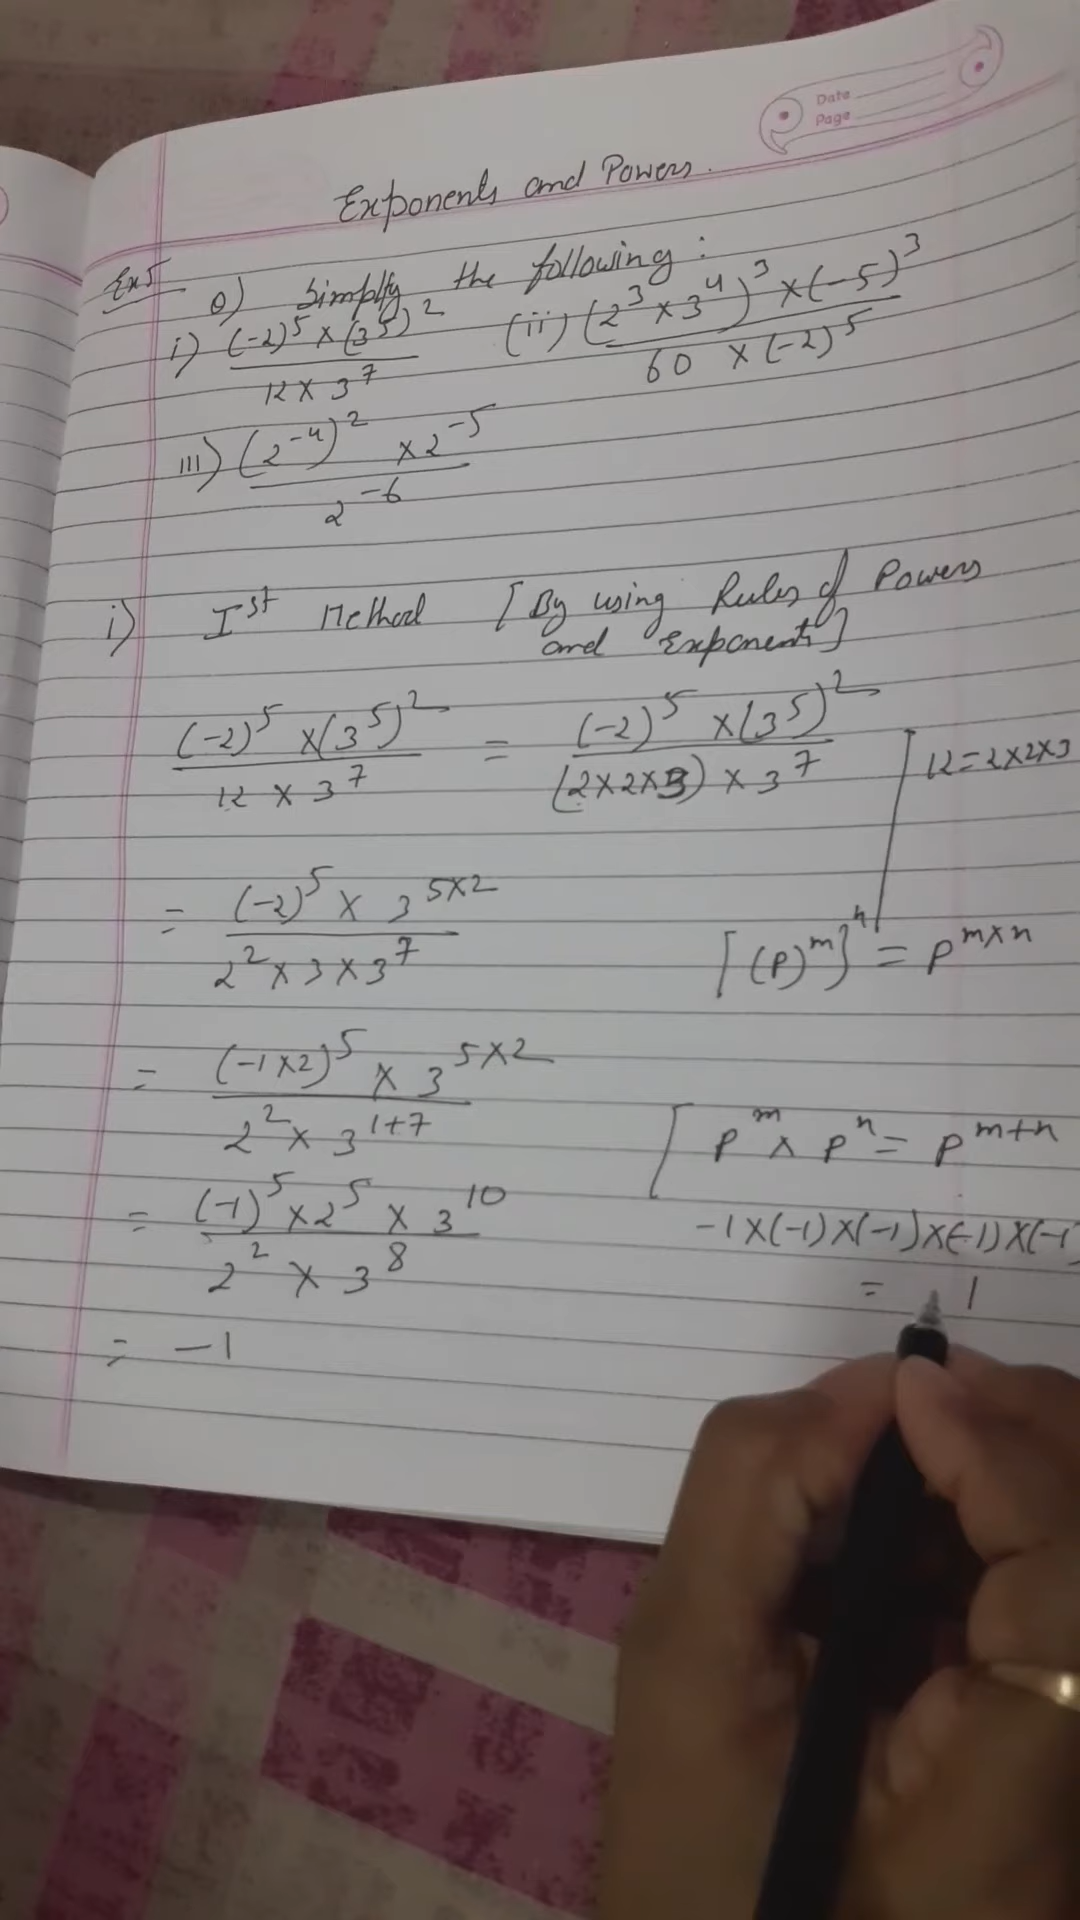 Date
Page
Exponents and Powers.
Ex 5 Q) Simplify the following:
i) (-2)^5 × (3^5)^2 / 12 × 3^7 (ii) (2^3 × 3^4)^3 × (-5)^3 / 60 × (-2)^5
iii) (2^-4)^2 × 2^-5 / 2^-6
i) Ist Method [By using Rules of Powers
and Exponents]
(-2)^5 × (3^5)^2 / 12 × 3^7 = (-2)^5 × (3^5)^2 / (2×2×3) × 3^7 [12 = 2×2×3
= (-2)^5 × 3^5×2 / 2^2 × 3 × 3^7 [(P)^m]^n = P^m×n
= (-1×2)^5 × 3^5×2 / 2^2 × 3^1+7 [P^m × P^n = P^m+n
= (-1)^5 × 2^5 × 3^10 / 2^2 × 3^8 -1×(-1)×(-1)×(-1)×(-1
= 1
= -1